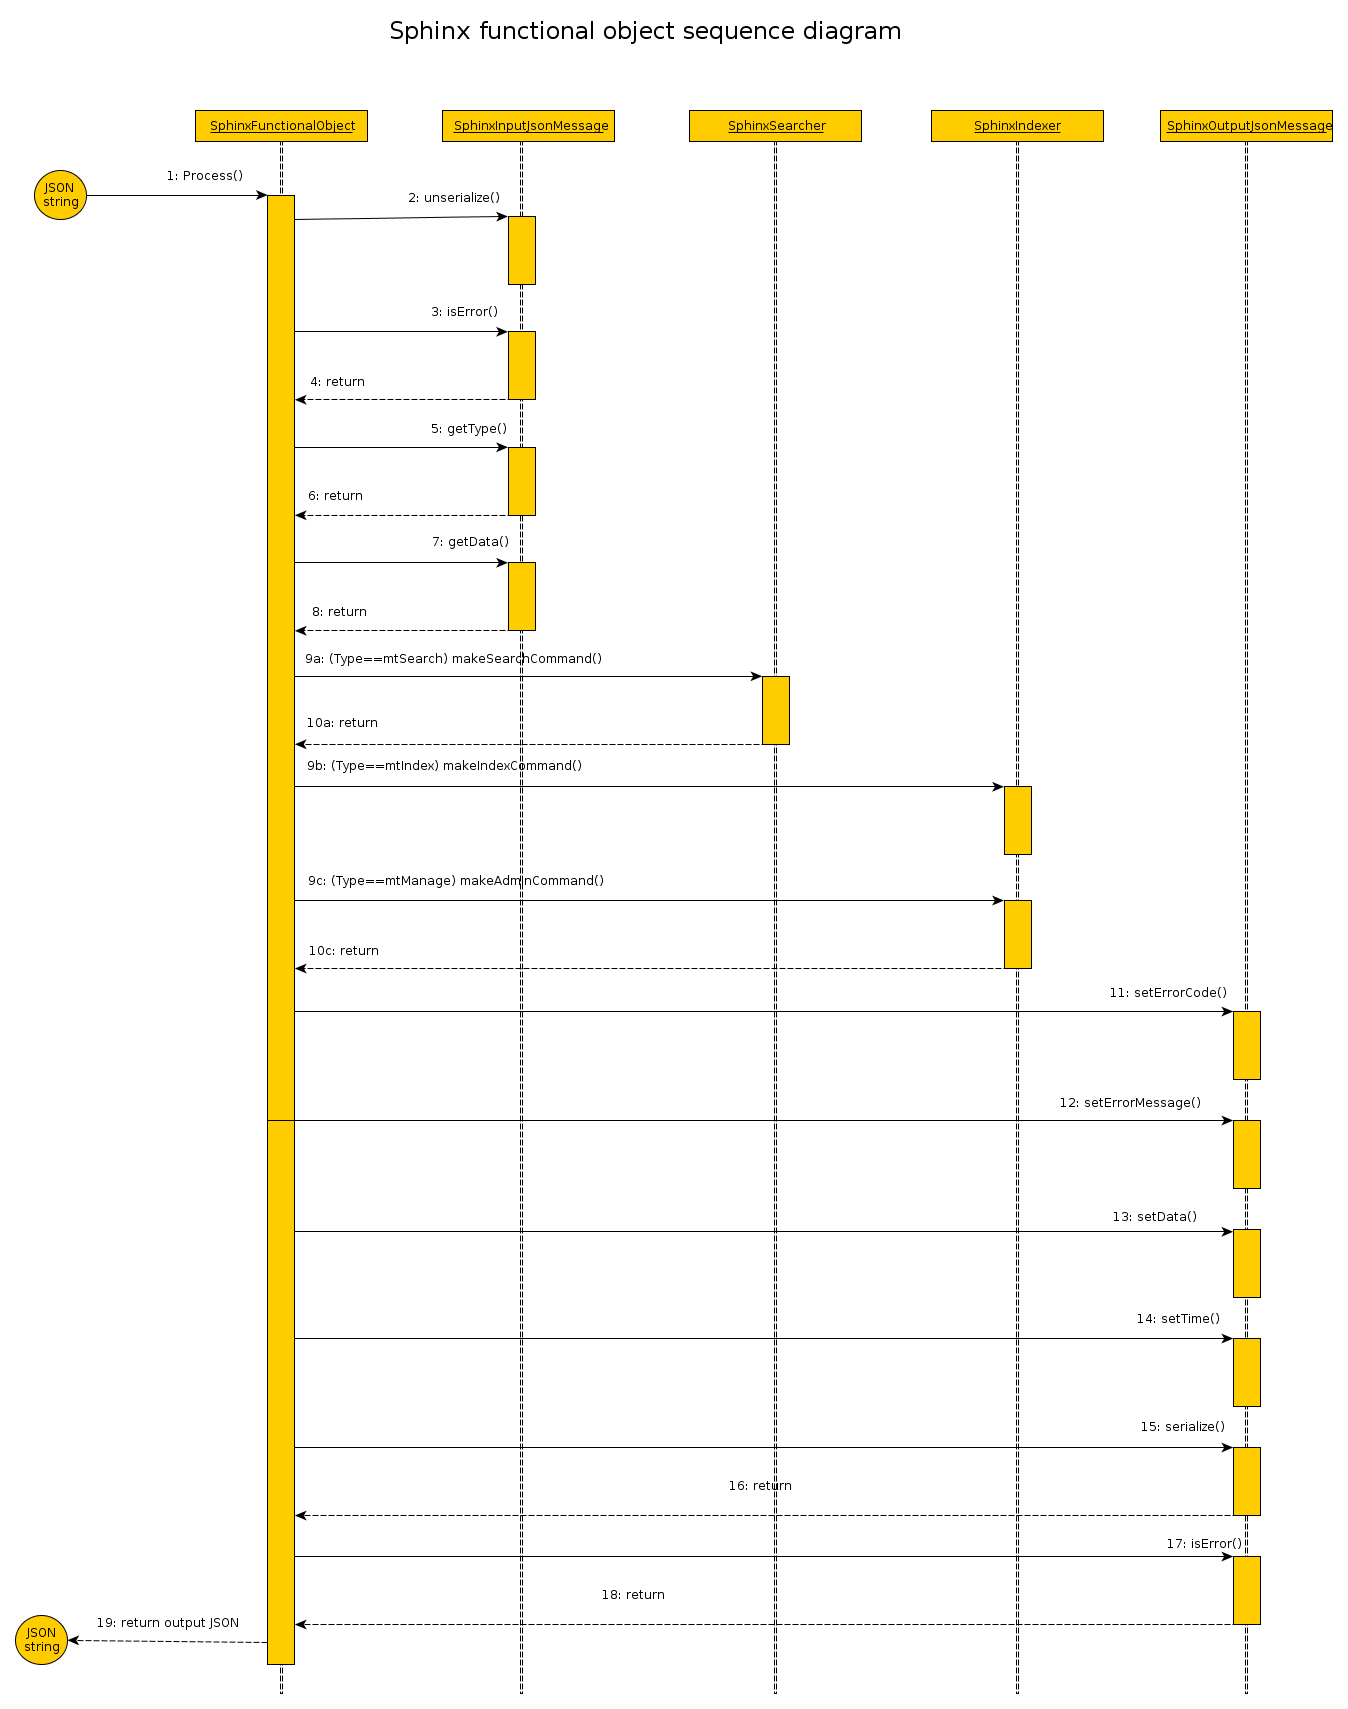 Sphinx functional object sequence diagram
SphinxFunctionalObject
SphinxInputJsonMessage
SphinxSearcher
SphinxIndexer
SphinxOutputJsonMessage
1: Process()
JSON
string
2: unserialize()
3: isError()
4: return
5: getType()
6: return
7: getData()
8: return
9a: (Type==mtSearch) makeSearchCommand()
10a: return
9b: (Type==mtIndex) makeIndexCommand()
9c: (Type==mtManage) makeAdminCommand()
10c: return
11: setErrorCode()
12: setErrorMessage()
13: setData()
14: setTime()
15: serialize()
16: return
17: isError()
18: return
19: return output JSON
JSON
string